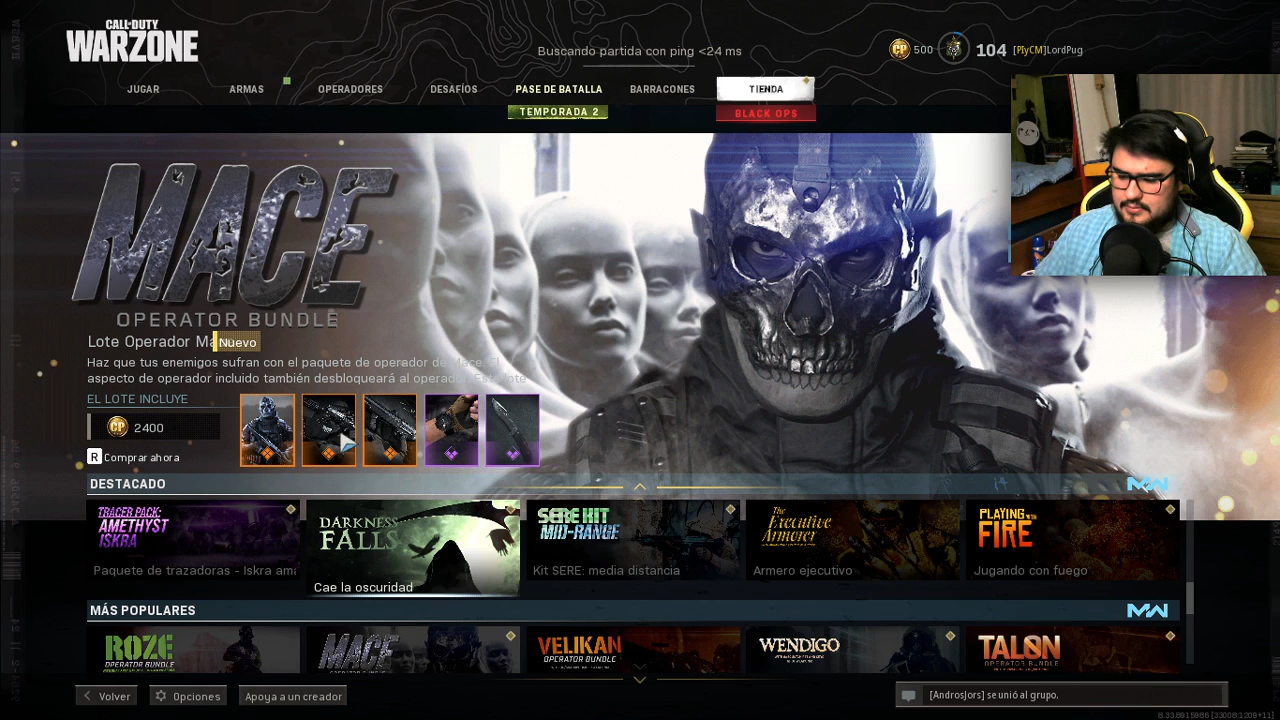 CALL OF DUTY
WARZONE
Buscando partida con ping <24 ms
CP 500
104 [PIyCM]LordPug
JUGAR
ARMAS
OPERADORES
DESAFÍOS
PASE DE BATALLA
BARRACONES
TIENDA
TEMPORADA 2
BLACK OPS
MACE
OPERATOR BUNDLE
Lote Operador Ma Nuevo
Haz que tus enemigos sufran con el paquete de operador de Mace. El
aspecto de operador incluido también desbloqueará al operador. Este lote
EL LOTE INCLUYE
CP 2400
R Comprar ahora
DESTACADO
MW
TRACER PACK:
AMETHYST
ISKRA
Paquete de trazadoras - Iskra ama
DARKNESS
FALLS
Cae la oscuridad
SERE KIT
MID-RANGE
Kit SERE: media distancia
The
Executive
Armorer
Armero ejecutivo
PLAYING
FIRE
Jugando con fuego
MÁS POPULARES
MW
ROZE
OPERATOR BUNDLE
MACE
VELIKAN
OPERATOR BUNDLE
WENDIGO
TALON
OPERATOR BUNDLE
Volver
Opciones
Apoya a un creador
[AndrosJors] se unió al grupo.